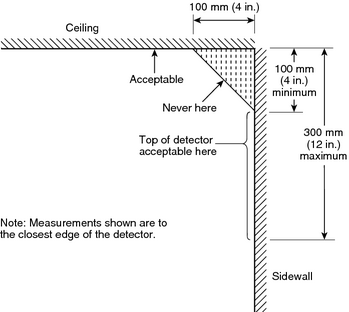 100 mm (4 in.)
Ceiling
Acceptable
Never here
100 mm
(4 in.)
minimum
Top of detector
acceptable here
300 mm
(12 in.)
maximum
Note: Measurements shown are to
the closest edge of the detector.
Sidewall